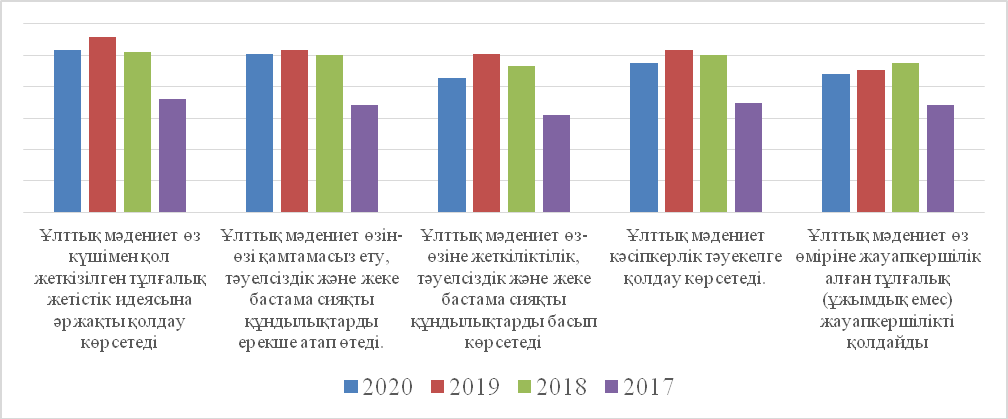 Ұлттық мәдениет өз
күшімен қол
жеткізілген тұлғалық
жетістік идеясына
әржақты қолдау
көрсетеді
Ұлттық мәдениет өзін-
өзі қамтамасыз ету,
тәуелсіздік және жеке
бастама сияқты
құндылықтарды
ерекше атап өтеді.
Ұлттық мәдениет өз-
өзіне жеткіліктілік,
тәуелсіздік және жеке
бастама сияқты
құндылықтарды басып
көрсетеді
Ұлттық мәдениет
кәсіпкерлік тәуекелге
қолдау көрсетеді.
Ұлттық мәдениет өз
өміріне жауапкершілік
алған тұлғалық
(ұжымдық емес)
жауапкершілікті
қолдайды
2020 2019 2018 2017